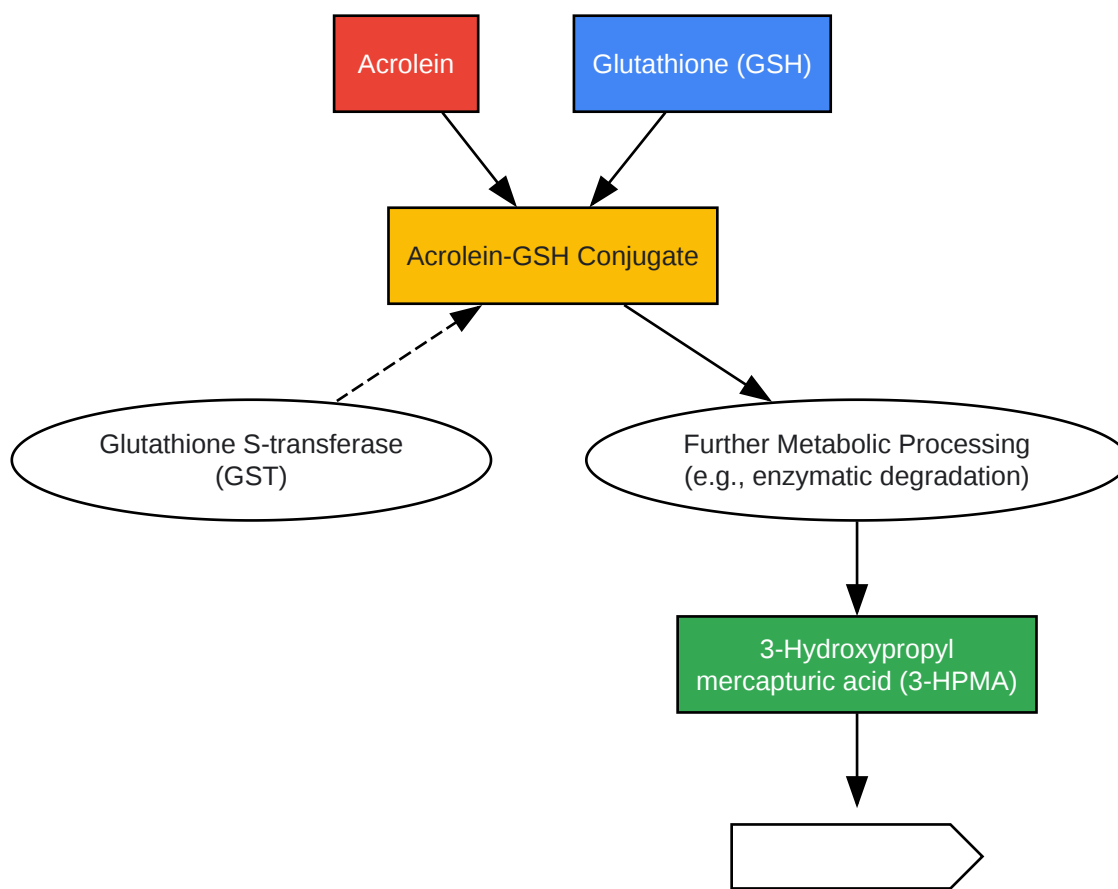 Acrolein
Glutathione (GSH)
Acrolein-GSH Conjugate
Glutathione S-transferase
(GST)
Further Metabolic Processing
(e.g., enzymatic degradation)
3-Hydroxypropyl
mercapturic acid (3-HPMA)